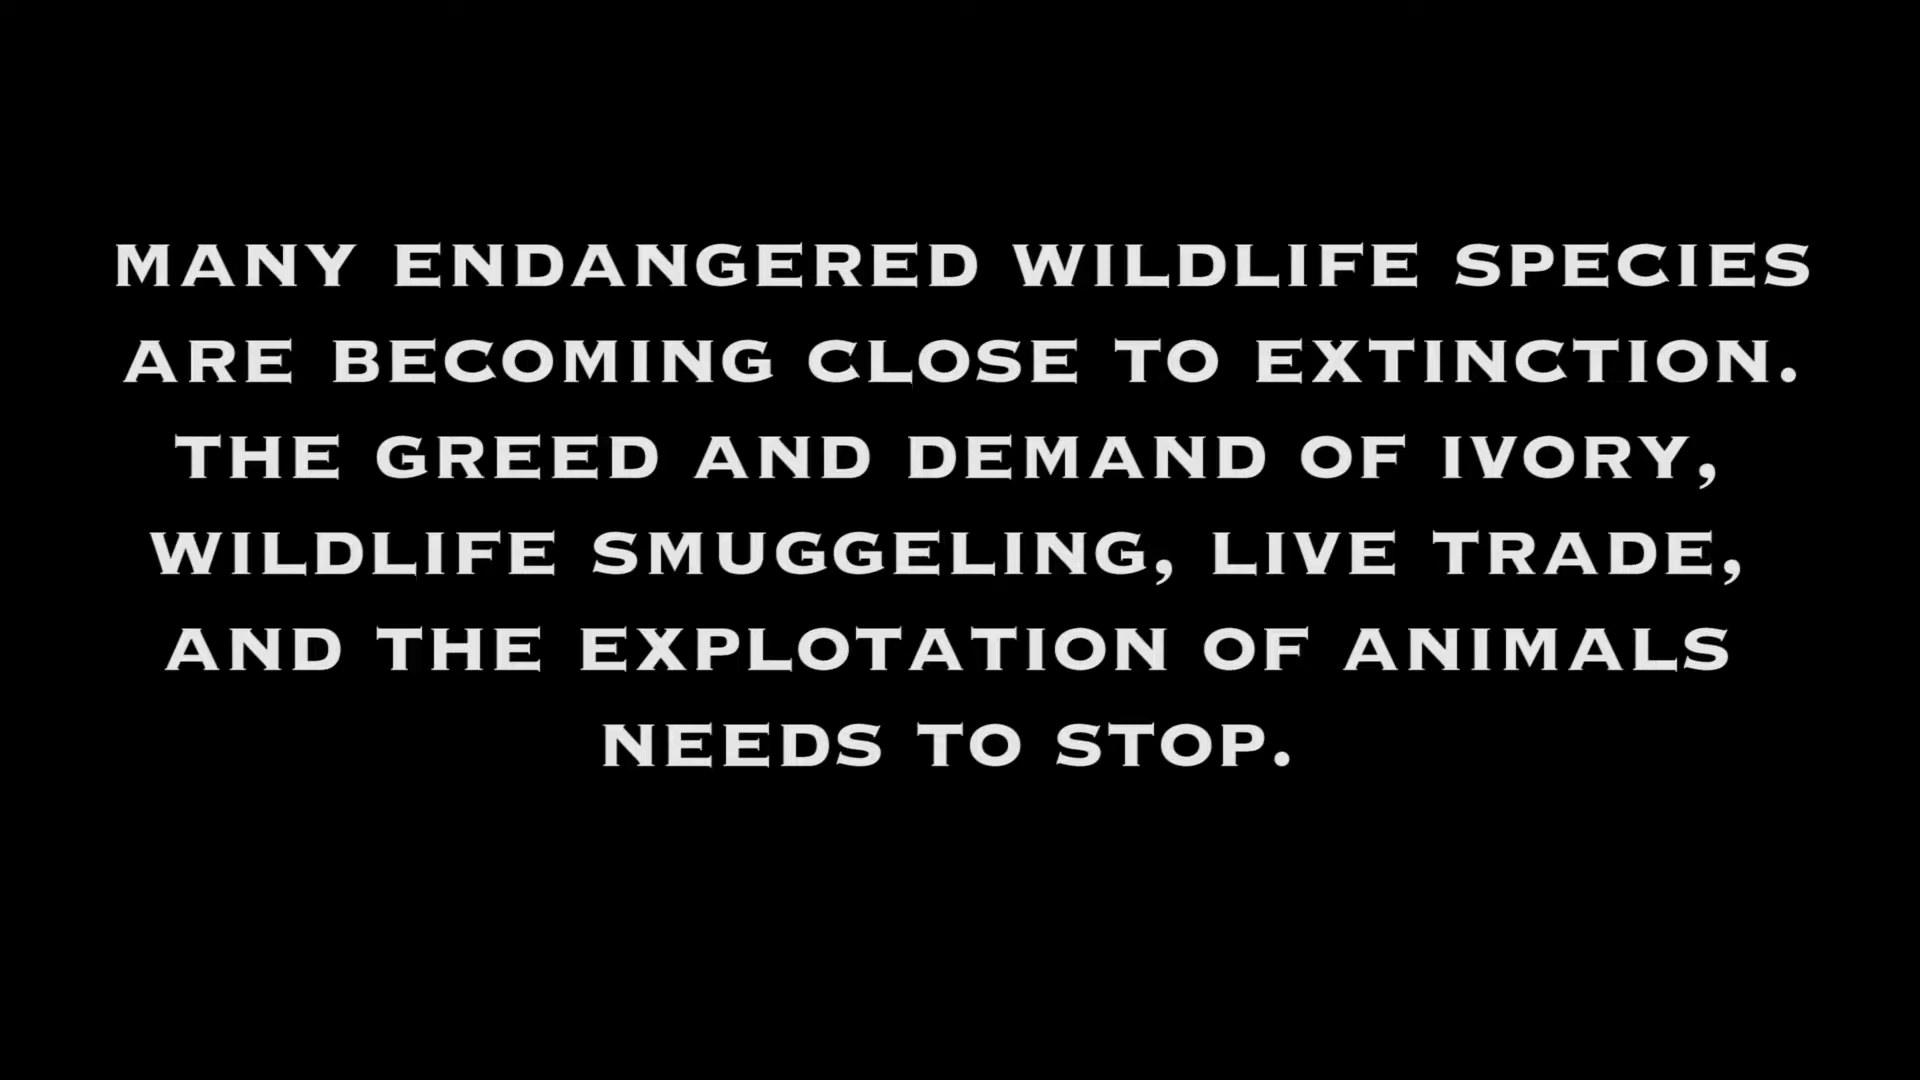 MANY ENDANGERED WILDLIFE SPECIES
ARE BECOMING CLOSE TO EXTINCTION.
THE GREED AND DEMAND OF IVORY,
WILDLIFE SMUGGELING, LIVE TRADE,
AND THE EXPLOTATION OF ANIMALS
NEEDS TO STOP.